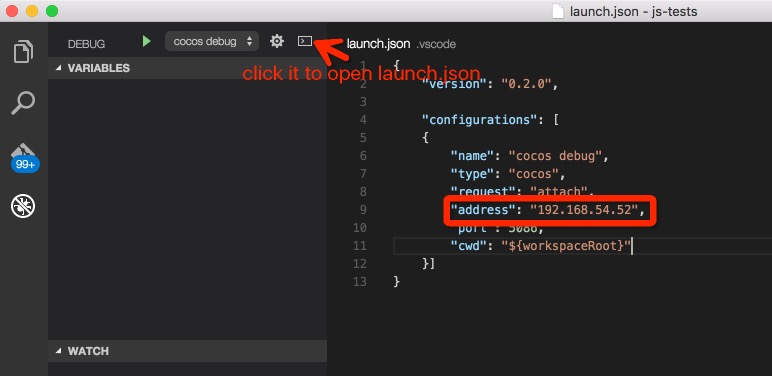 launch.json - js-tests
DEBUG
cocos debug
launch.json .vscode
click it to open launch.json
VARIABLES
99+
WATCH
1 {
2 "version": "0.2.0",
3
4 "configurations": [
5 {
6 "name": "cocos debug",
7 "type": "cocos",
8 "request": "attach",
9 "address": "192.168.54.52",
10 "port": 5086,
11 "cwd": "${workspaceRoot}"
12 }]
13 }